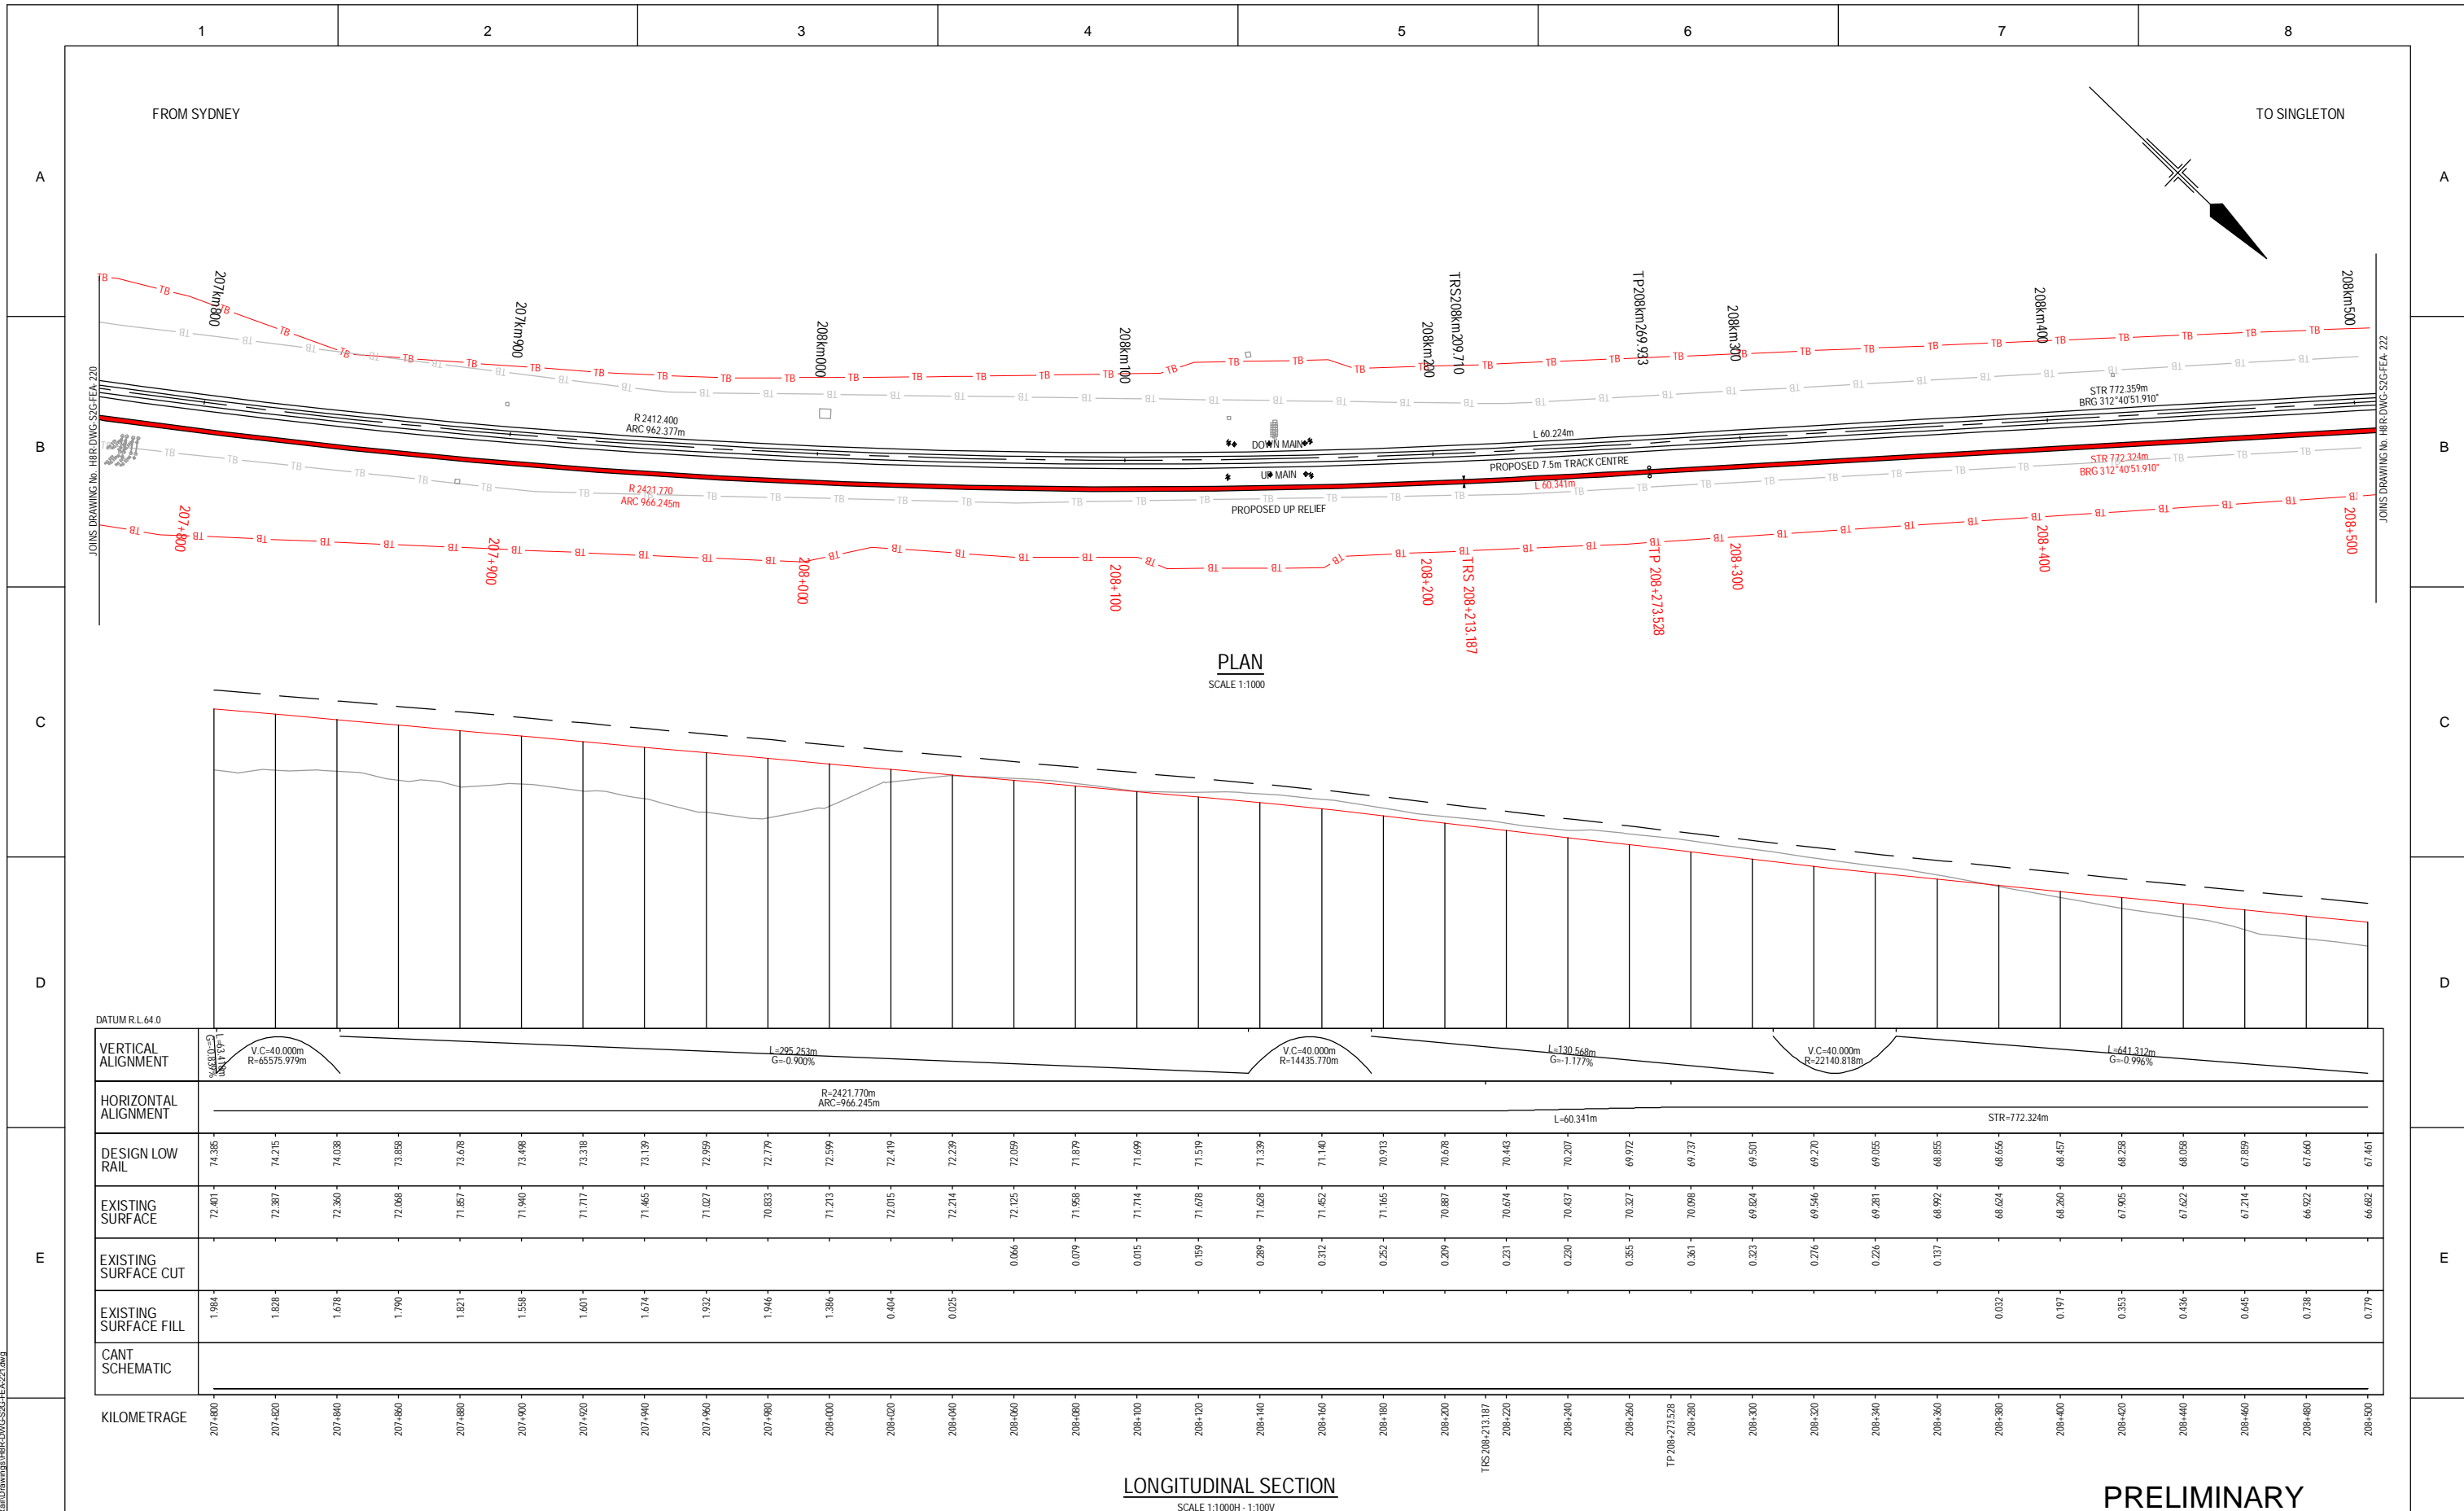 1 2 3 4 5 6 7 8
FROM SYDNEY
TO SINGLETON
A
A
B
B
C
C
D
D
E
E
JOINS DRAWING No. H8R-DWG-S2G-FEA- 220
JOINS DRAWING No. H8R-DWG-S2G-FEA- 222
207km800
207km900
208km000
208km100
208km200
TRS208km209.710
TP208km269.933
208km300
208km400
208km500
R 2412.400
ARC 962.377m
DOWN MAIN
L 60.224m
STR 772.359m
BRG 312°40'51.910"
UP MAIN
PROPOSED 7.5m TRACK CENTRE
R 2421.770
ARC 966.245m
L 60.341m
STR 772.324m
BRG 312°40'51.910"
PROPOSED UP RELIEF
207+800
207+900
208+000
208+100
208+200
TRS 208+213.187
TP 208+273.528
208+300
208+400
208+500
PLAN
SCALE 1:1000
DATUM R.L.64.0
VERTICAL
ALIGNMENT
L=63.418m
G=-0.839%
V.C=40.000m
R=65575.979m
L=295.253m
G=-0.900%
V.C=40.000m
R=14435.770m
L=130.568m
G=-1.177%
V.C=40.000m
R=22140.818m
L=641.312m
G=-0.996%
HORIZONTAL
ALIGNMENT
R=2421.770m
ARC=966.245m
L=60.341m
STR=772.324m
DESIGN LOW
RAIL
74.385 74.215 74.038 73.858 73.678 73.498 73.318 73.139 72.959 72.779 72.599 72.419 72.239 72.059 71.879 71.699 71.519 71.339 71.140 70.913 70.678 70.443 70.207 69.972 69.737 69.501 69.270 69.055 68.855 68.656 68.457 68.258 68.058 67.859 67.660 67.461
EXISTING
SURFACE
72.401 72.387 72.360 72.068 71.857 71.940 71.717 71.465 71.027 70.833 71.213 72.015 72.214 72.125 71.958 71.714 71.678 71.628 71.452 71.165 70.887 70.674 70.437 70.327 70.098 69.824 69.546 69.281 68.992 68.624 68.260 67.905 67.622 67.214 66.922 66.682
EXISTING
SURFACE CUT
0.066 0.079 0.015 0.159 0.289 0.312 0.252 0.209 0.231 0.230 0.355 0.361 0.323 0.276 0.226 0.137
EXISTING
SURFACE FILL
1.984 1.828 1.678 1.790 1.821 1.558 1.601 1.674 1.932 1.946 1.386 0.404 0.025 0.032 0.197 0.353 0.436 0.645 0.738 0.779
CANT
SCHEMATIC
KILOMETRAGE
207+800 207+820 207+840 207+860 207+880 207+900 207+920 207+940 207+960 207+980 208+000 208+020 208+040 208+060 208+080 208+100 208+120 208+140 208+160 208+180 208+200 TRS 208+213.187 208+220 208+240 208+260 TP 208+273.528 208+280 208+300 208+320 208+340 208+360 208+380 208+400 208+420 208+440 208+460 208+480 208+500
LONGITUDINAL SECTION
SCALE 1:1000H - 1:100V
PRELIMINARY